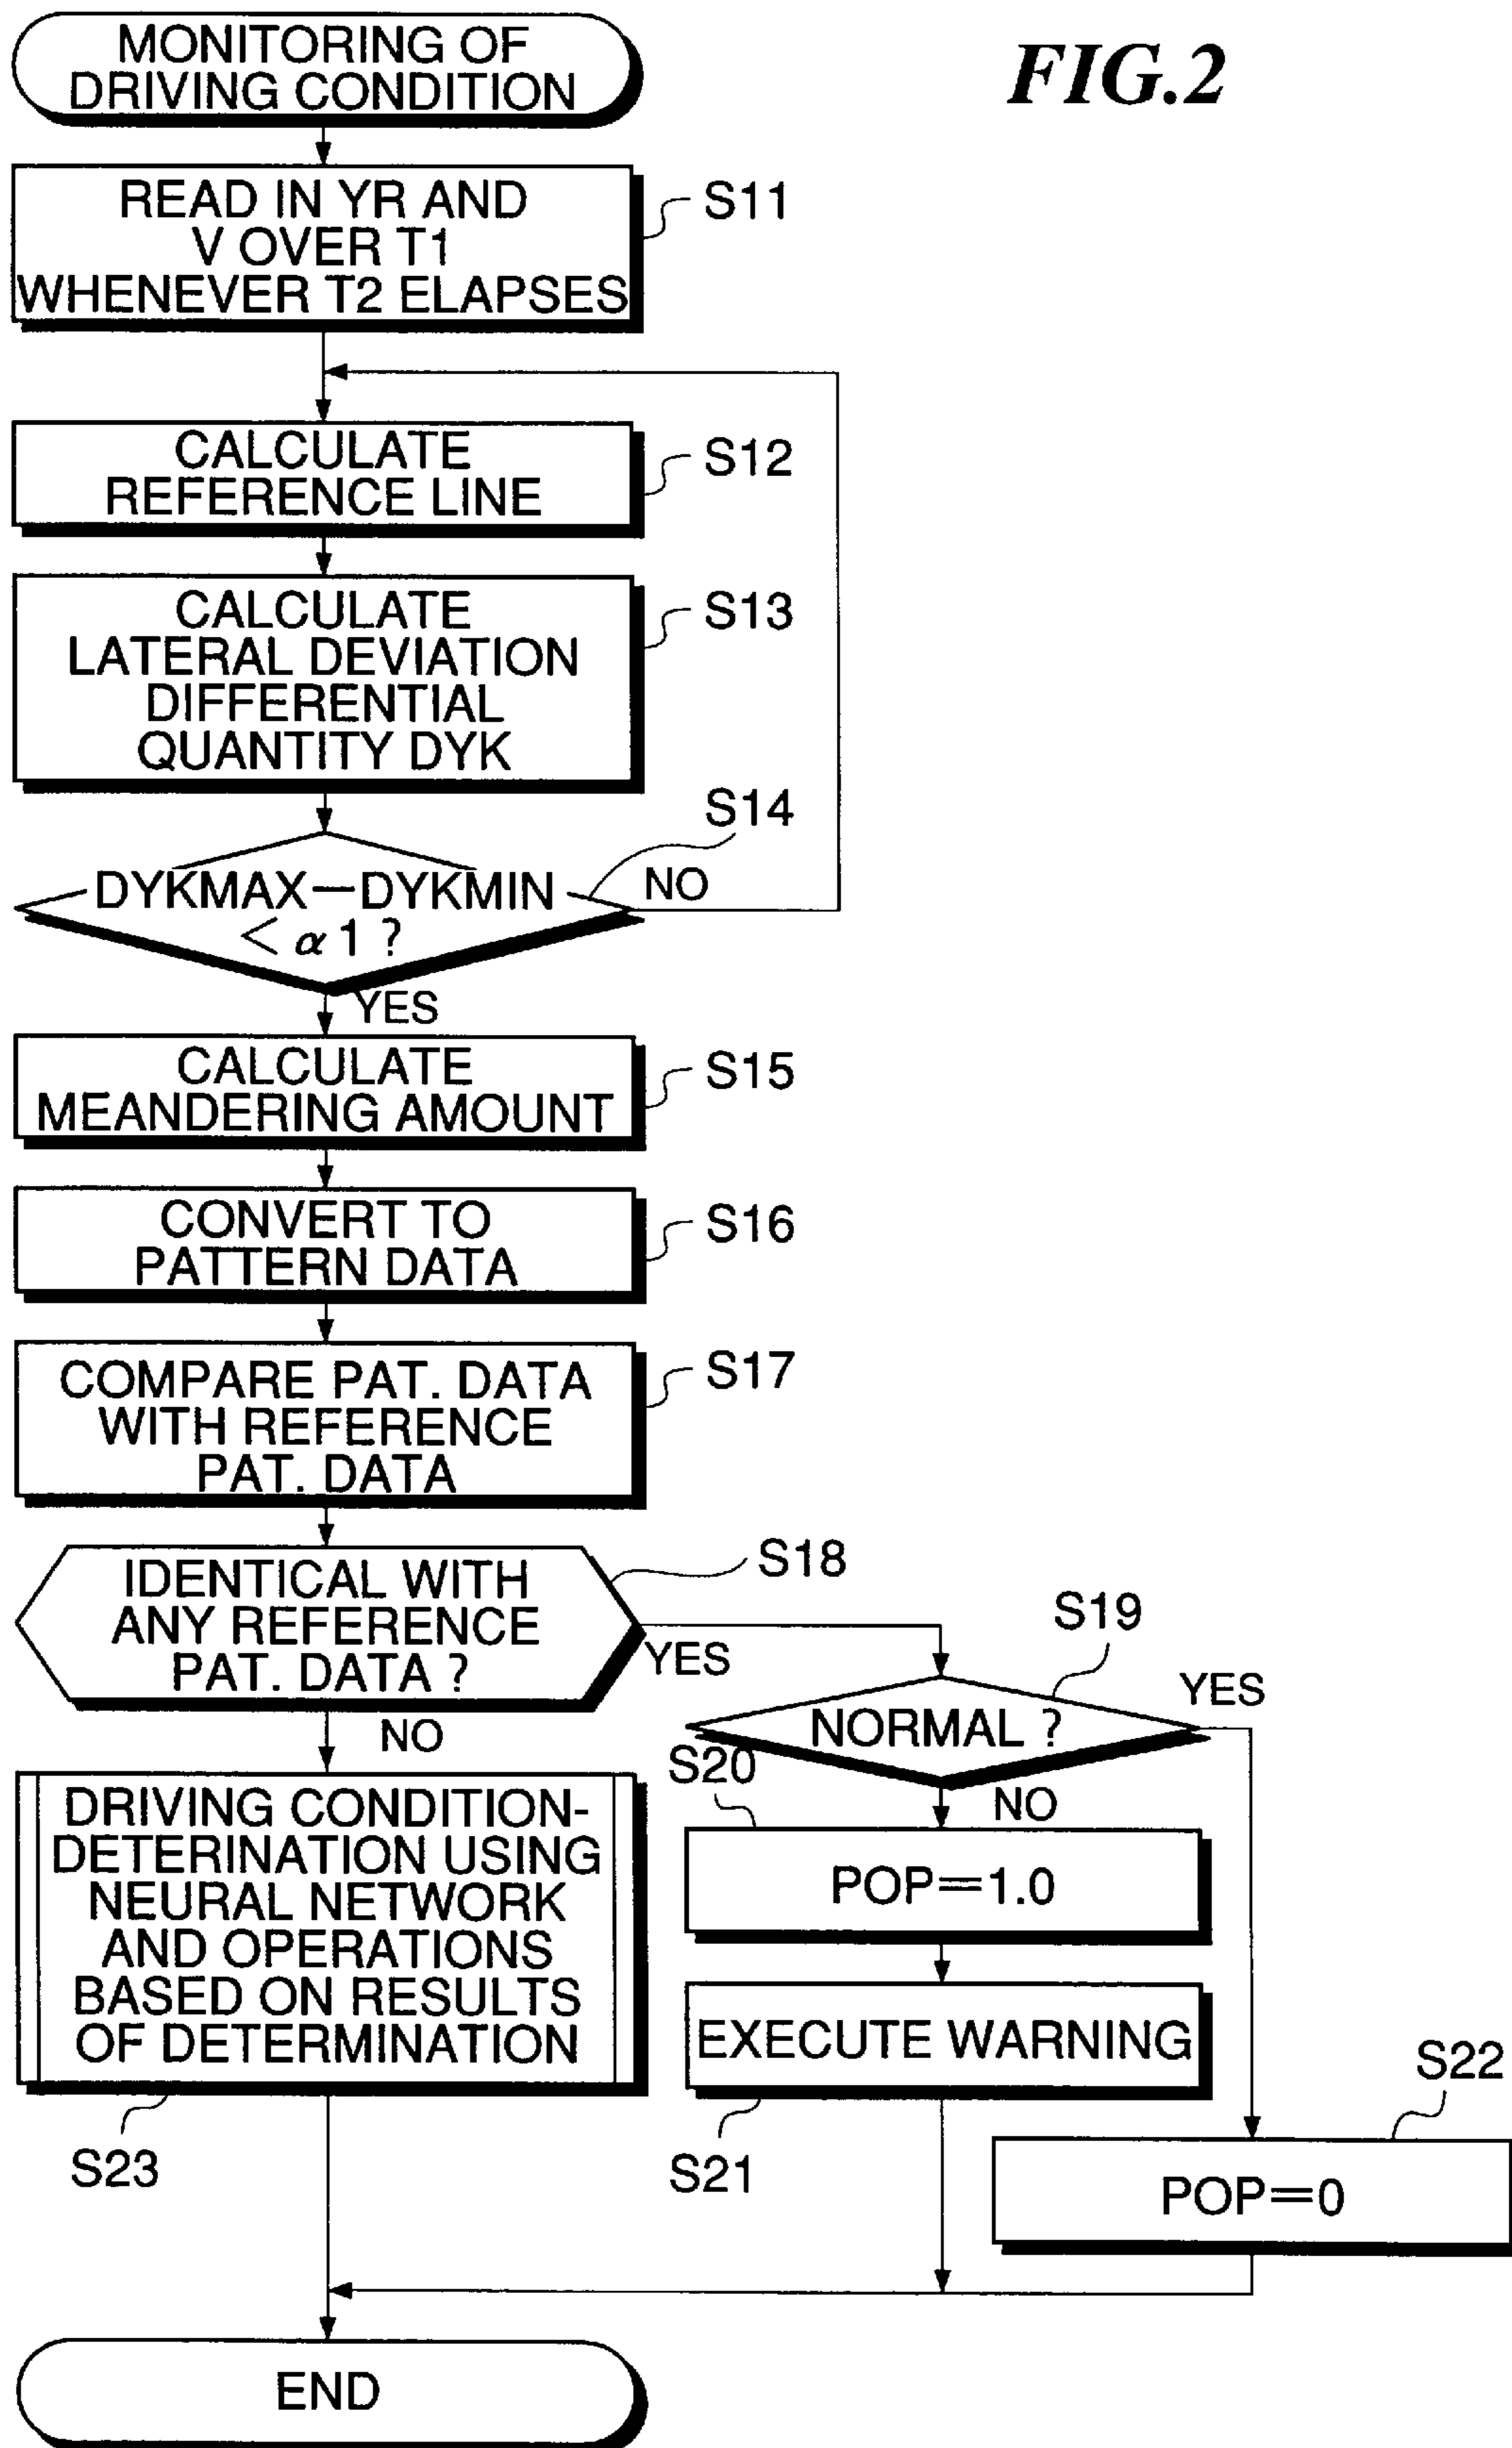 FIG.2
MONITORING OF
DRIVING CONDITION
READ IN YR AND
V OVER T1
WHENEVER T2 ELAPSES
S11
CALCULATE
REFERENCE LINE
S12
CALCULATE
LATERAL DEVIATION
DIFFERENTIAL
QUANTITY DYK
S13
S14
DYKMAX—DYKMIN
< α 1 ?
NO
YES
CALCULATE
MEANDERING AMOUNT
S15
CONVERT TO
PATTERN DATA
S16
COMPARE PAT. DATA
WITH REFERENCE
PAT. DATA
S17
IDENTICAL WITH
ANY REFERENCE
PAT. DATA ?
S18
YES
NO
S19
NORMAL ?
YES
NO
S20
POP=1.0
EXECUTE WARNING
S21
S22
POP=0
DRIVING CONDITION-
DETERINATION USING
NEURAL NETWORK
AND OPERATIONS
BASED ON RESULTS
OF DETERMINATION
S23
END